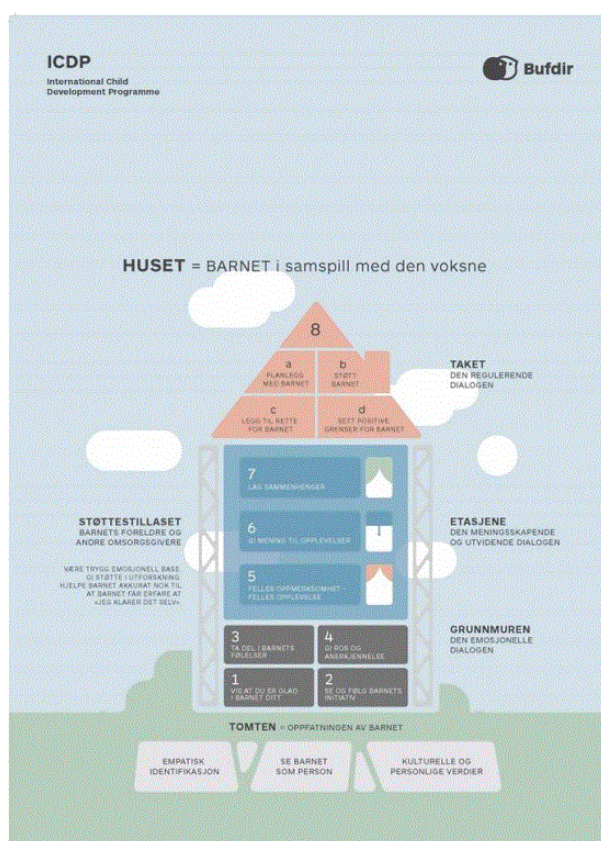 ICDP
International Child
Development Programme
Bufdir
HUSET = BARNET i samspill med den voksne
8
a
PLANLEGG
MED BARNET
b
STØTT
BARNET
c
LEGG TIL RETTE
FOR BARNET
d
SETT POSITIVE
GRENSER FOR BARNET
TAKET
DEN REGULERENDE
DIALOGEN
7
LAG SAMMENHENGER
6
GI MENING TIL OPPLEVELSER
5
FELLES OPPMERKSOMHET -
FELLES OPPLEVELSE
STØTTESTILLASET
BARNETS FORELDRE OG
ANDRE OMSORGSGIVERE
VÆRE TRYGG EMOSJONELL BASE.
GI STØTTE I UTFORSKNING.
HJELPE BARNET AKKURAT NOK TIL
AT BARNET FÅR ERFARE AT
«JEG KLARER DET SELV»
ETASJENE
DEN MENINGSSKAPENDE
OG UTVIDENDE DIALOGEN
3
TA DEL I BARNETS
FØLELSER
4
GI ROS OG
ANERKJENNELSE
1
VIS AT DU ER GLAD
I BARNET DITT
2
SE OG FØLG BARNETS
INITIATIV
GRUNNMUREN
DEN EMOSJONELLE
DIALOGEN
TOMTEN = OPPFATNINGEN AV BARNET
EMPATISK
IDENTIFIKASJON
SE BARNET
SOM PERSON
KULTURELLE OG
PERSONLIGE VERDIER